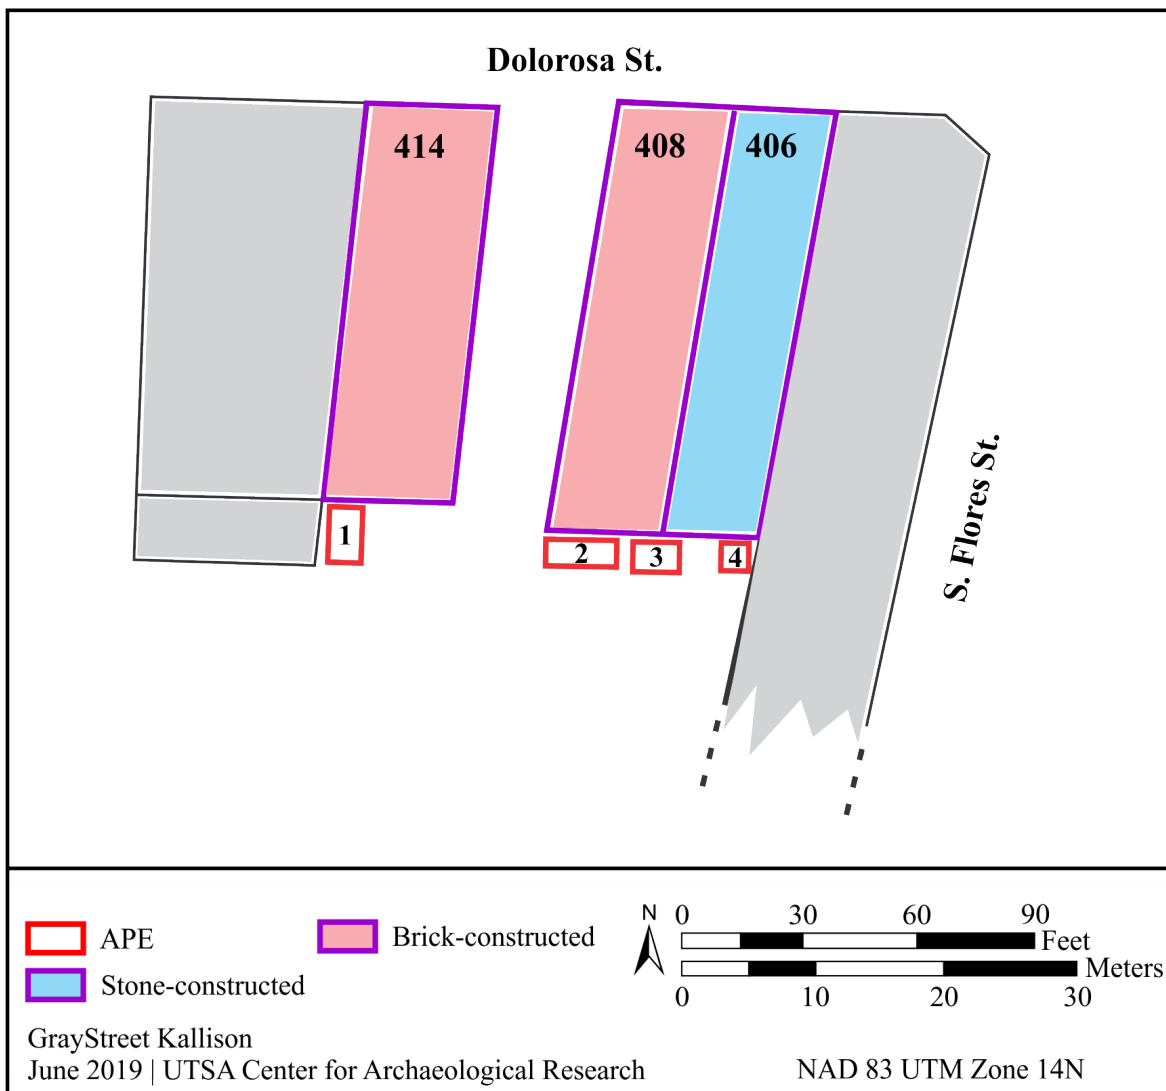 Dolorosa St.
414
408
406
S. Flores St.
1
2
3
4
APE
Brick-constructed
Stone-constructed
N
0 30 60 90
Feet
Meters
0 10 20 30
GrayStreet Kallison
June 2019 | UTSA Center for Archaeological Research
NAD 83 UTM Zone 14N